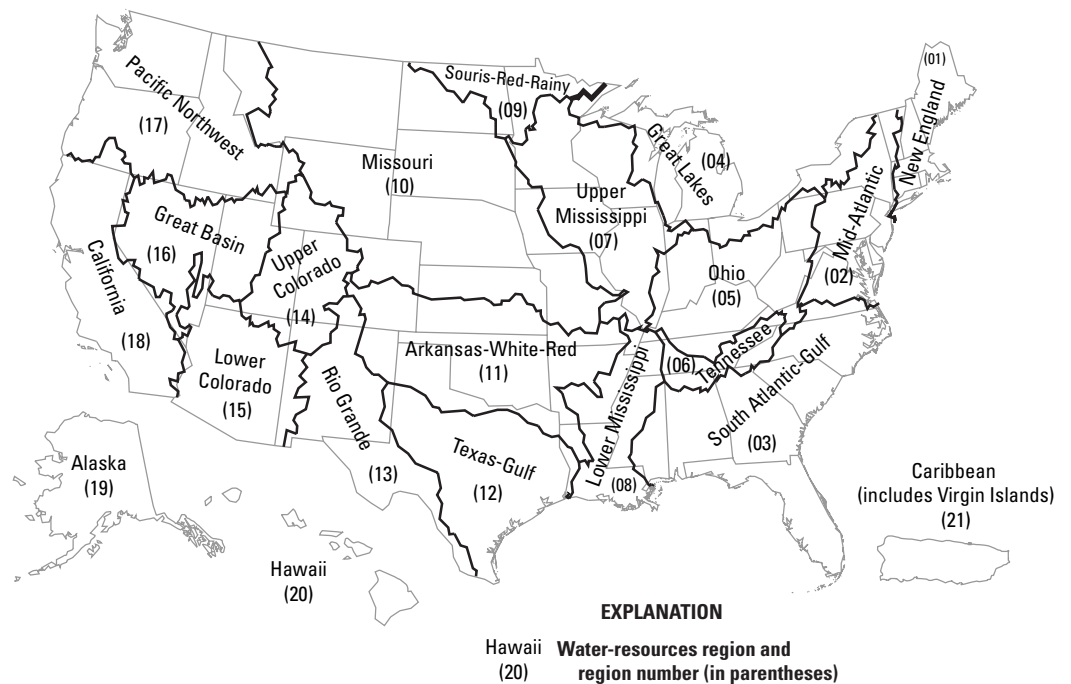 (01)
New England
Souris-Red-Rainy
(09)
Pacific Northwest
(17)
Great Lakes
(04)
Missouri
(10)
Upper
Mississippi
(07)
Mid-Atlantic
(02)
Great Basin
(16)
Upper
Colorado
(14)
Ohio
(05)
California
(18)
Lower
Colorado
(15)
Arkansas-White-Red
(11)
(06)
Tennessee
Rio Grande
(13)
Texas-Gulf
(12)
Lower Mississippi
(08)
South Atlantic-Gulf
(03)
Alaska
(19)
Caribbean
(includes Virgin Islands)
(21)
Hawaii
(20)
EXPLANATION
Hawaii Water-resources region and
(20) region number (in parentheses)